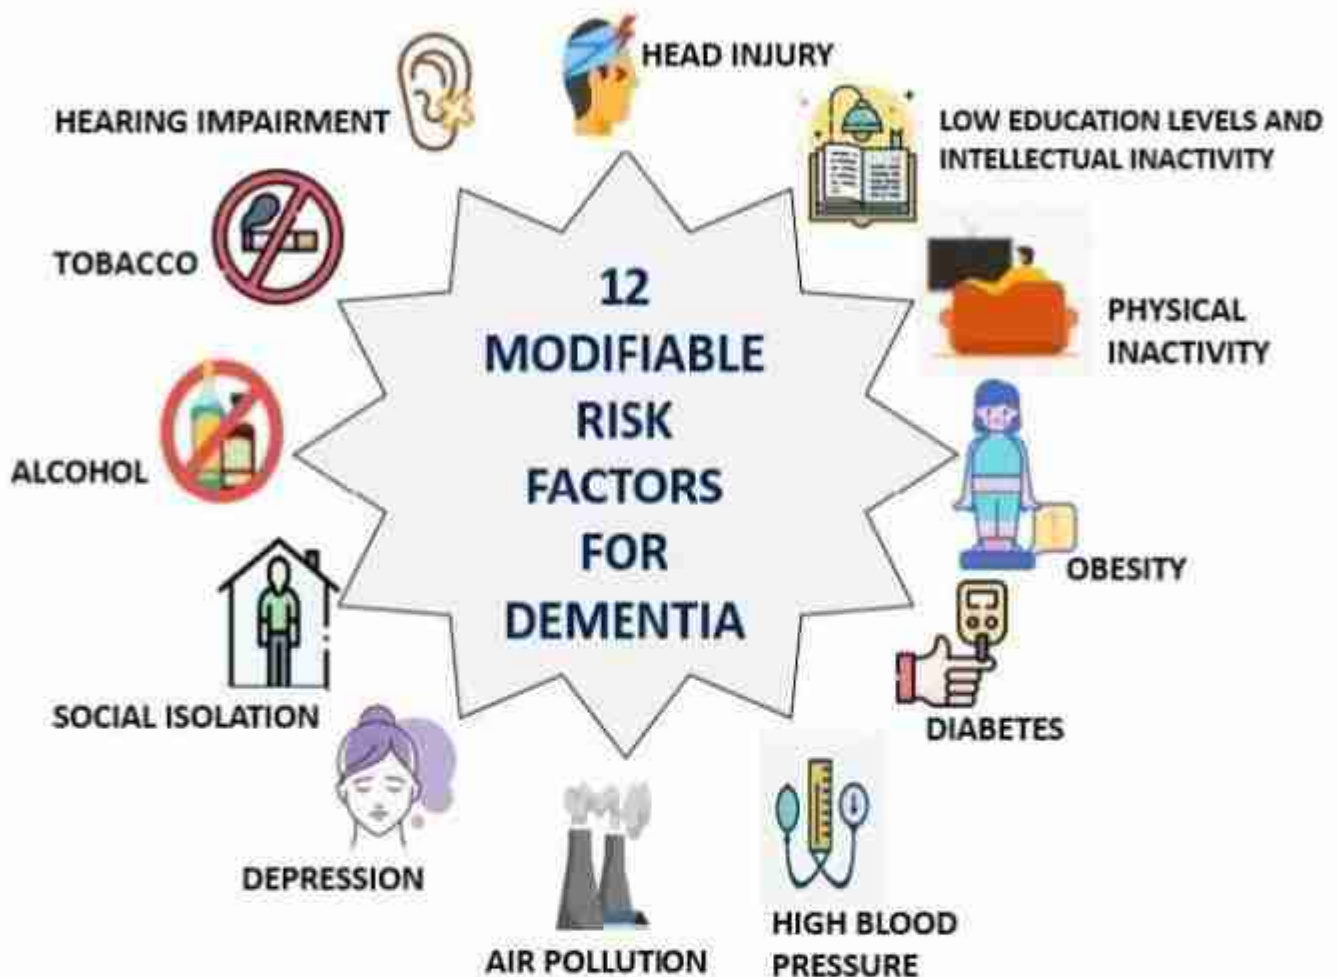 12
MODIFIABLE
RISK
FACTORS
FOR
DEMENTIA
HEAD INJURY
LOW EDUCATION LEVELS AND
INTELLECTUAL INACTIVITY
PHYSICAL
INACTIVITY
OBESITY
DIABETES
HIGH BLOOD
PRESSURE
AIR POLLUTION
DEPRESSION
SOCIAL ISOLATION
ALCOHOL
TOBACCO
HEARING IMPAIRMENT